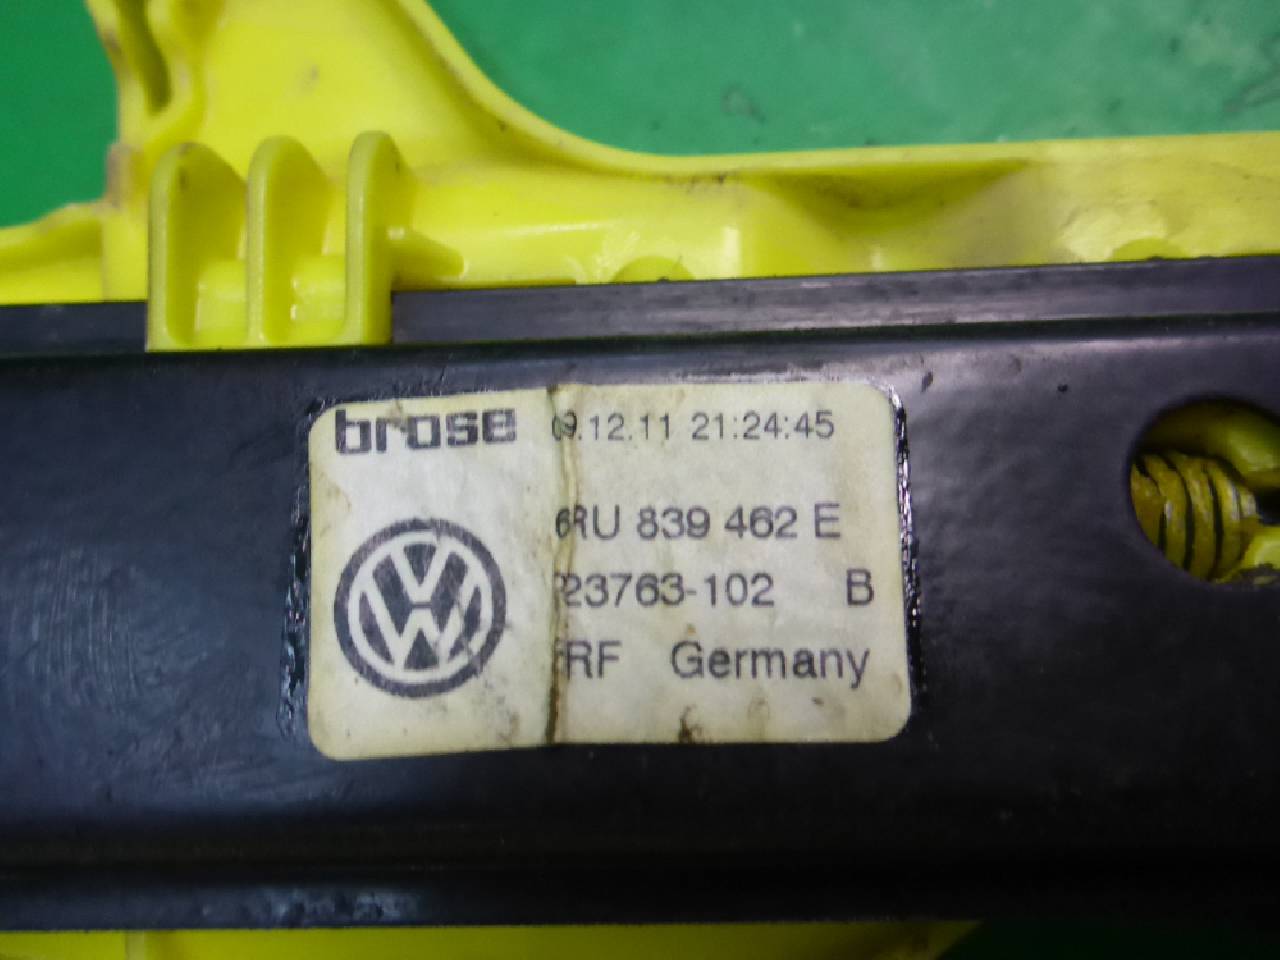 brose 09.12.11 21:24:45
6RU 839 462 E
23763-102 B
RF Germany